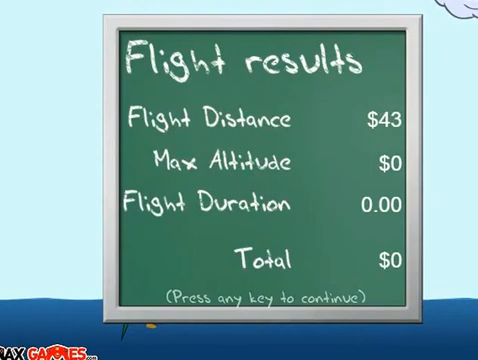 Flight results
Flight Distance $43
Max Altitude $0
Flight Duration 0.00
Total $0
(Press any key to continue)
MAX GAMES.com